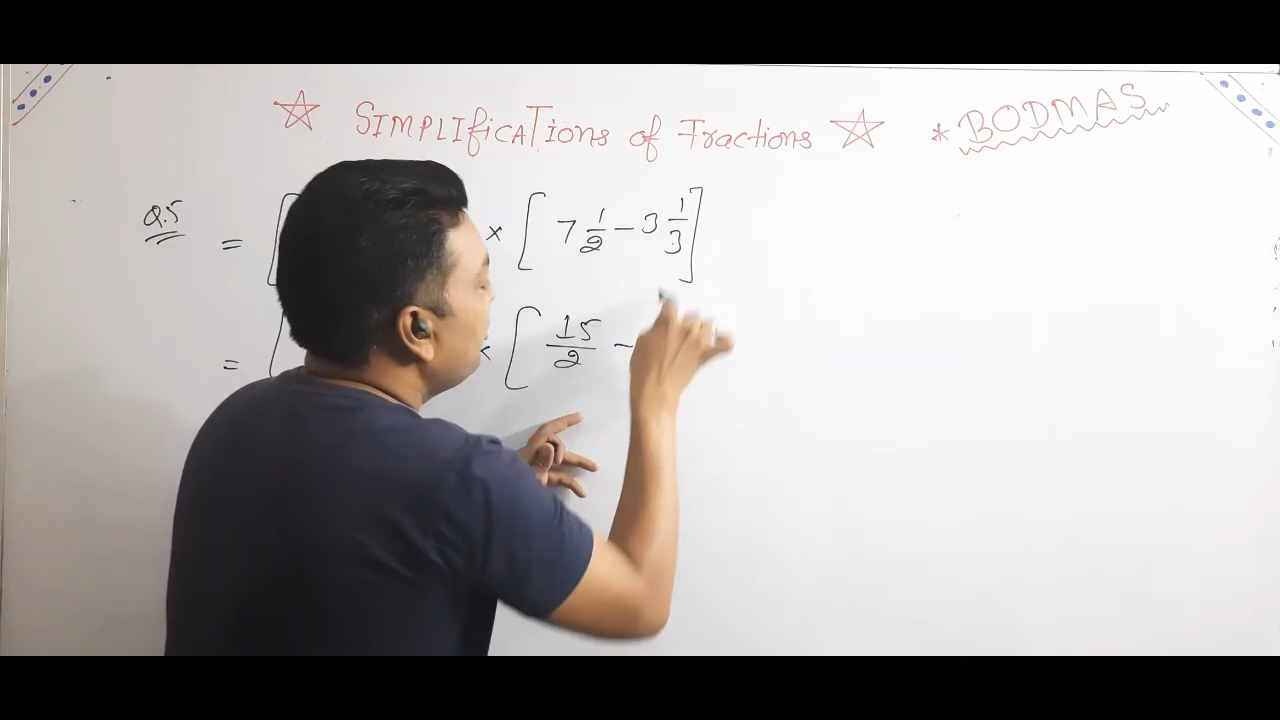 ☆ SIMPLIfiCATIons of Fractions ☆ * BODMAS
Q.5 = [ × [ 7 1/2 – 3 1/3 ]
= [ × [ 15/2 –